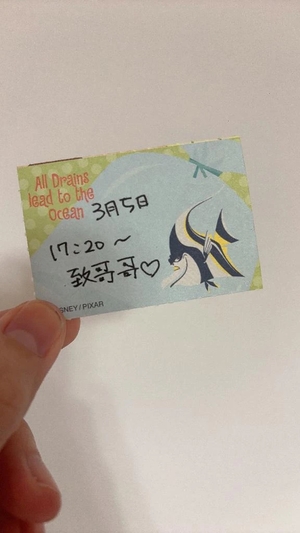 All Drains
lead to the
Ocean
3月5日
17:20~
致哥哥♡
SNEY/PIXAR